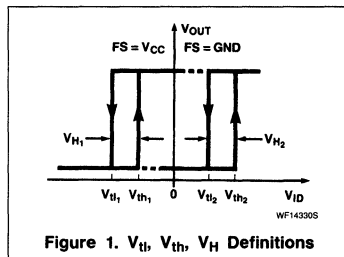 VOUT
FS = VCC FS = GND
VH1 VH2
Vtl1 Vth1 0 Vtl2 Vth2 VID
WF14330S
Figure 1. Vtl, Vth, VH Definitions